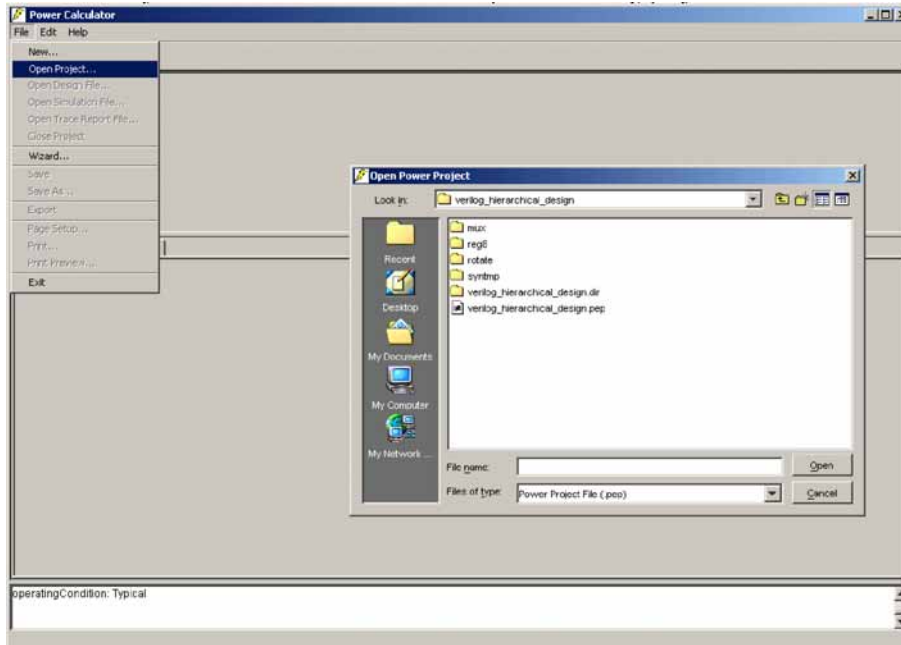 Power Calculator
File Edit Help
New...
Open Project...
Open Design File...
Open Simulation File...
Open Trace Report File...
Close Project
Wizard...
Save
Save As...
Export
Page Setup...
Print...
Print Preview...
Exit
Open Power Project
Look in: verilog_hierarchical_design
mux
reg8
rotate
syntmp
verilog_hierarchical_design.dir
verilog_hierarchical_design.pep
Recent
Desktop
My Documents
My Computer
My Network ...
File name: Open
Files of type: Power Project File (.pep) Cancel
operatingCondition: Typical